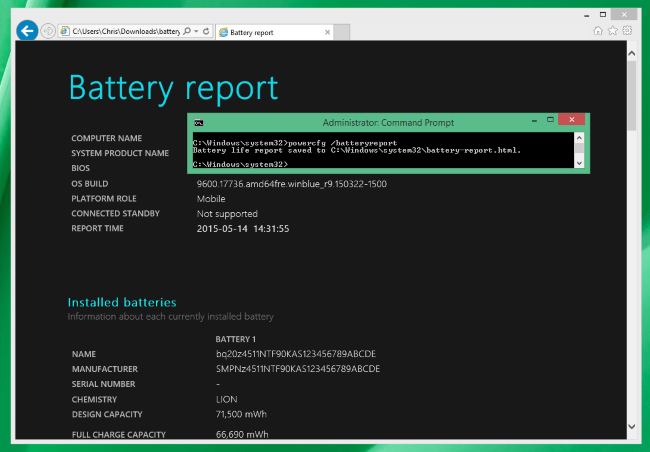 C:\Users\Chris\Downloads\battery
Battery report
Battery report
Administrator: Command Prompt
C:\Windows\system32>powercfg /batteryreport
Battery life report saved to C:\Windows\system32\battery-report.html.
C:\Windows\system32>
COMPUTER NAME
SYSTEM PRODUCT NAME
BIOS
OS BUILD 9600.17736.amd64fre.winblue_r9.150322-1500
PLATFORM ROLE Mobile
CONNECTED STANDBY Not supported
REPORT TIME 2015-05-14 14:31:55
Installed batteries
Information about each currently installed battery
BATTERY 1
NAME bq20z4511NTF90KAS123456789ABCDE
MANUFACTURER SMPNz4511NTF90KAS123456789ABCDE
SERIAL NUMBER -
CHEMISTRY LION
DESIGN CAPACITY 71,500 mWh
FULL CHARGE CAPACITY 66,690 mWh